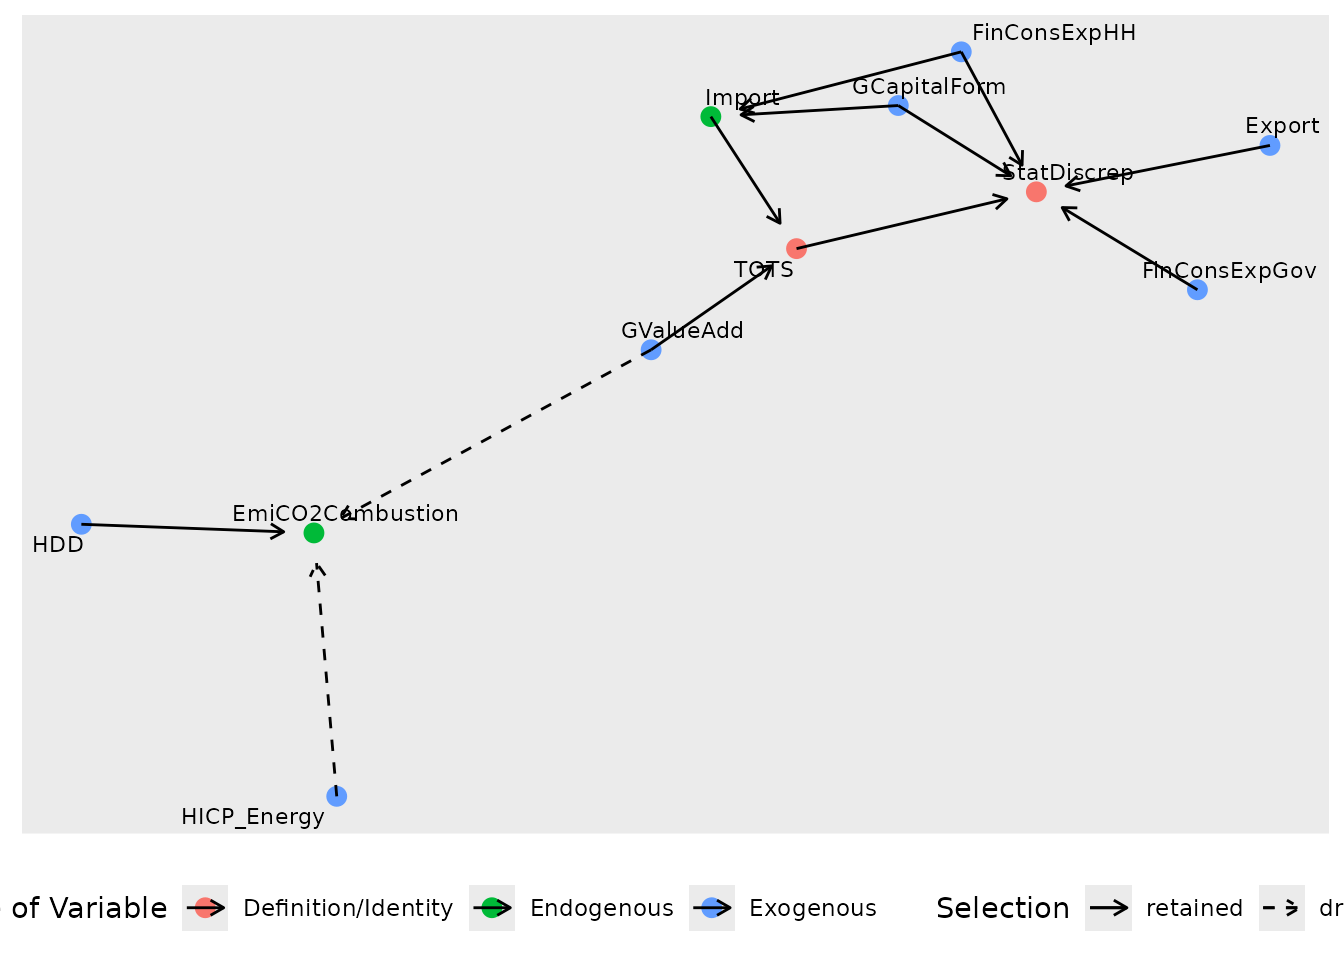 FinConsExpHH
GCapitalForm
Import
Export
StatDiscrep
TOTS
FinConsExpGov
GValueAdd
EmiCO2Combustion
HDD
HICP_Energy
of Variable Definition/Identity Endogenous Exogenous Selection retained dr